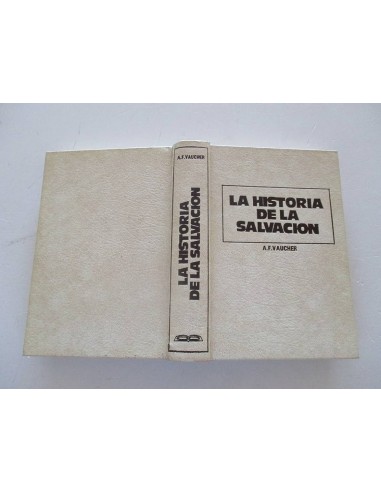 A.F.VAUCHER
LA HISTORIA
DE LA SALVACION
LA HISTORIA
DE LA
SALVACION
A.F.VAUCHER